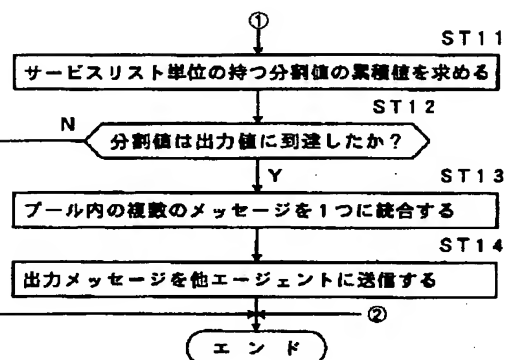 ①
ST11
サービスリスト単位の持つ分割値の累積値を求める
ST12
N
分割値は出力値に到達したか?
Y
ST13
プール内の複数のメッセージを1つに統合する
ST14
出力メッセージを他エージェントに送信する
②
エンド